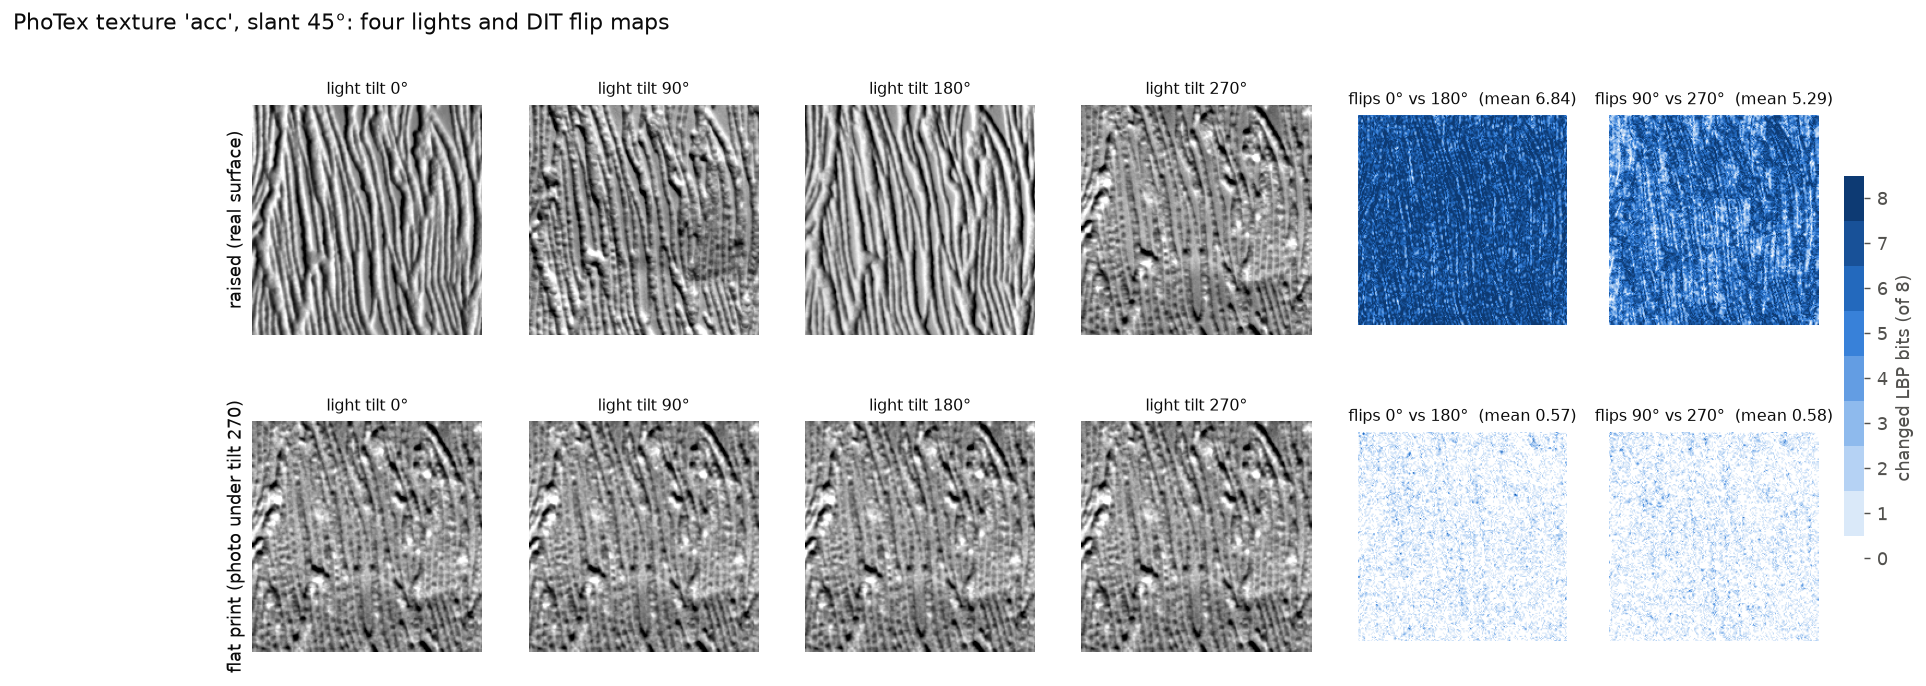 PhoTex texture 'acc', slant 45°: four lights and DIT flip maps
light tilt 0°
light tilt 90°
light tilt 180°
light tilt 270°
flips 0° vs 180°  (mean 6.84)
flips 90° vs 270°  (mean 5.29)
raised (real surface)
light tilt 0°
light tilt 90°
light tilt 180°
light tilt 270°
flips 0° vs 180°  (mean 0.57)
flips 90° vs 270°  (mean 0.58)
flat print (photo under tilt 270)
8
7
6
5
4
3
2
1
0
changed LBP bits (of 8)